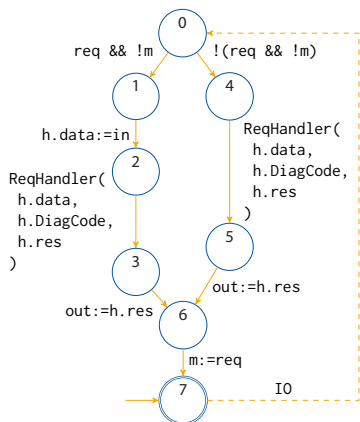 0
req && !m
!(req && !m)
1
4
h.data:=in
ReqHandler(
h.data,
h.DiagCode,
h.res
)
2
ReqHandler(
h.data,
h.DiagCode,
h.res
)
5
3
out:=h.res
out:=h.res
6
m:=req
7
IO